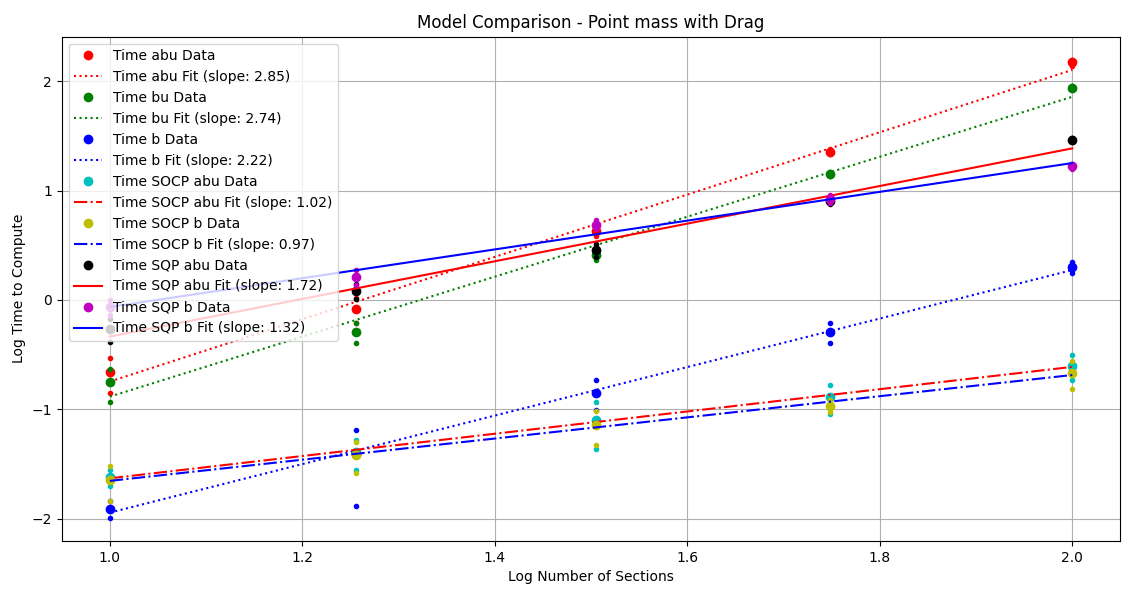 Model Comparison - Point mass with Drag
Time abu Data
Time abu Fit (slope: 2.85)
Time bu Data
Time bu Fit (slope: 2.74)
Time b Data
Time b Fit (slope: 2.22)
Time SOCP abu Data
Time SOCP abu Fit (slope: 1.02)
Time SOCP b Data
Time SOCP b Fit (slope: 0.97)
Time SQP abu Data
Time SQP abu Fit (slope: 1.72)
Time SQP b Data
Time SQP b Fit (slope: 1.32)
Log Time to Compute
2
1
0
−1
−2
1.0 1.2 1.4 1.6 1.8 2.0
Log Number of Sections